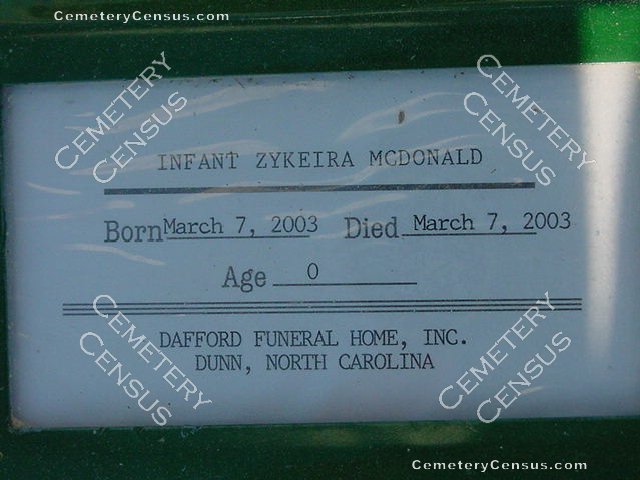 CemeteryCensus.com
CEMETERY CENSUS
CEMETERY CENSUS
INFANT ZYKEIRA MCDONALD
Born March 7, 2003 Died March 7, 2003
Age 0
DAFFORD FUNERAL HOME, INC.
DUNN, NORTH CAROLINA
CEMETERY CENSUS
CEMETERY CENSUS
CemeteryCensus.com